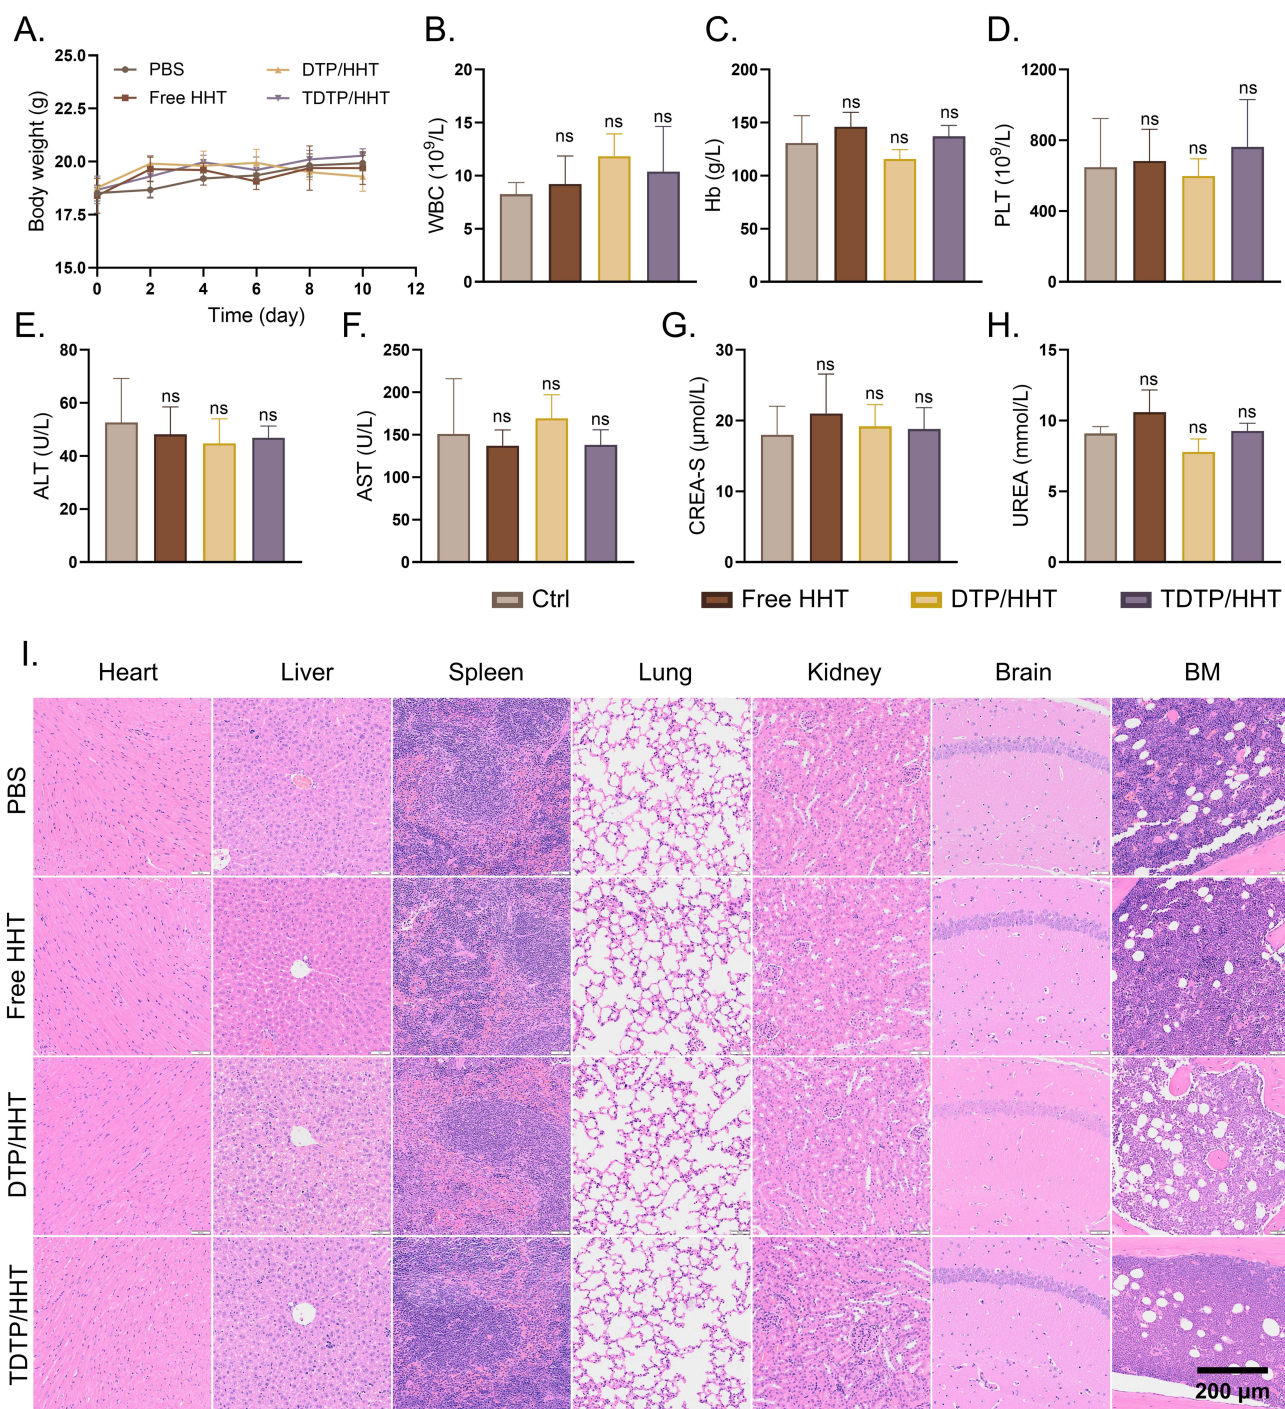 A.
25.0
22.5
20.0
17.5
15.0
Body weight (g)
PBS
DTP/HHT
Free HHT
TDTP/HHT
0 2 4 6 8 10 12
Time (day)
B.
20
15
10
5
0
WBC (10⁹/L)
ns ns ns
C.
200
150
100
50
0
Hb (g/L)
ns ns ns
D.
1200
800
400
0
PLT (10⁹/L)
ns ns ns
E.
80
60
40
20
0
ALT (U/L)
ns ns ns
F.
250
200
150
100
50
0
AST (U/L)
ns ns ns
G.
30
20
10
0
CREA-S (μmol/L)
ns ns ns
H.
15
10
5
0
UREA (mmol/L)
ns ns ns
Ctrl Free HHT DTP/HHT TDTP/HHT
I.
Heart Liver Spleen Lung Kidney Brain BM
PBS
Free HHT
DTP/HHT
TDTP/HHT
200 μm